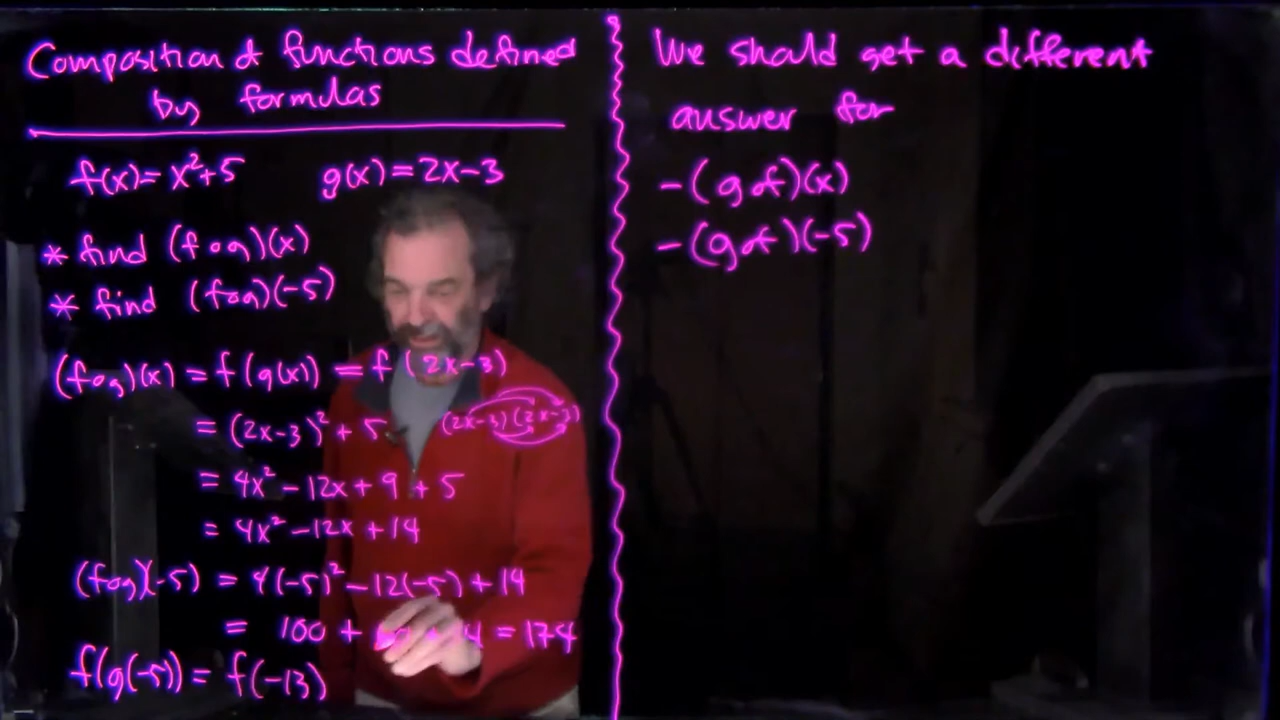 Composition of functions defined
by formulas
f(x)= x²+5 g(x)=2x-3
* find (f∘g)(x)
* find (f∘g)(-5)
(f∘g)(x) = f(g(x)) = f(2x-3)
= (2x-3)² + 5 (2x-3)(2x-3)
= 4x² - 12x + 9 + 5
= 4x² - 12x + 14
(f∘g)(-5) = 4(-5)² - 12(-5) + 14
= 100 + + = 174
f(g(-5)) = f(-13)
We should get a different
answer for
- (g∘f)(x)
- (g∘f)(-5)